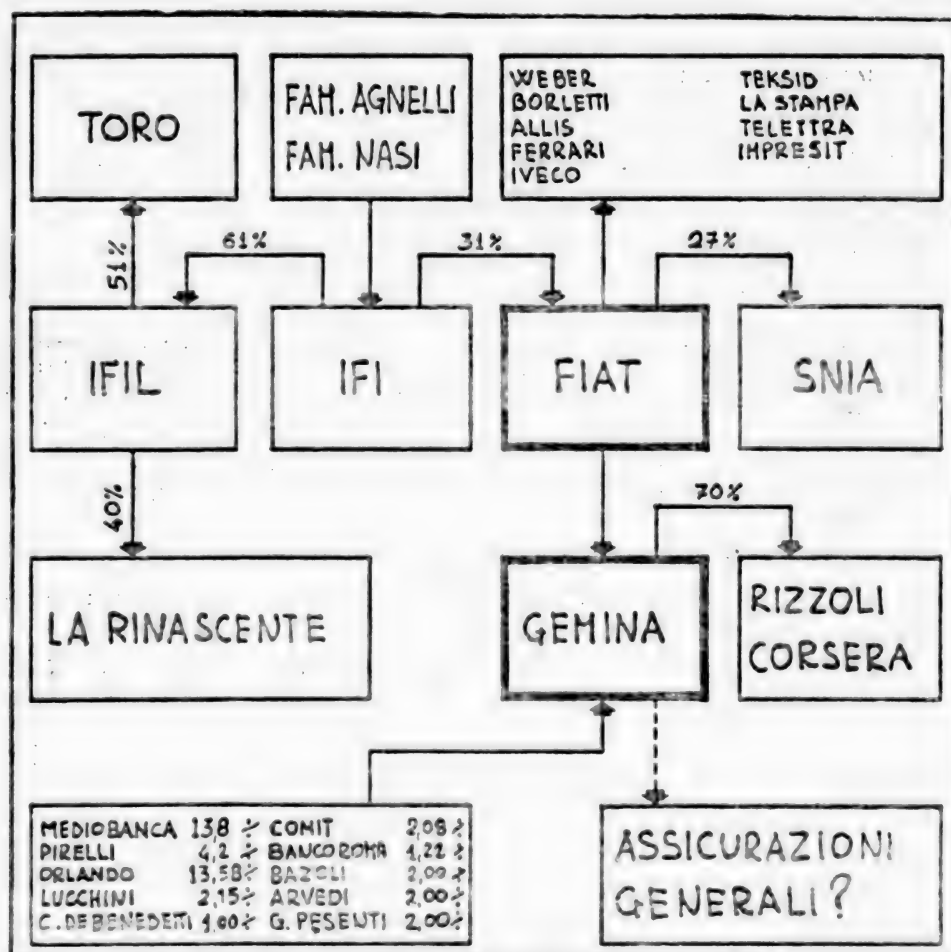 TORO
FAM. AGNELLI
FAM. NASI
WEBER
BORLETTI
ALLIS
FERRARI
IVECO
TEKSID
LA STAMPA
TELETTRA
IMPRESIT
51%
61%
31%
27%
IFIL
IFI
FIAT
SNIA
40%
70%
LA RINASCENTE
GEMINA
RIZZOLI
CORSERA
MEDIOBANCA 13,8 %
PIRELLI 4,2 %
ORLANDO 13,58%
LUCCHINI 2,15%
C. DE BENEDETTI 1,00%
COMIT 2,08%
BANCOROMA 1,22%
BAZOLI 2,00%
ARVEDI 2,00%
G. PESENTI 2,00%
ASSICURAZIONI
GENERALI?